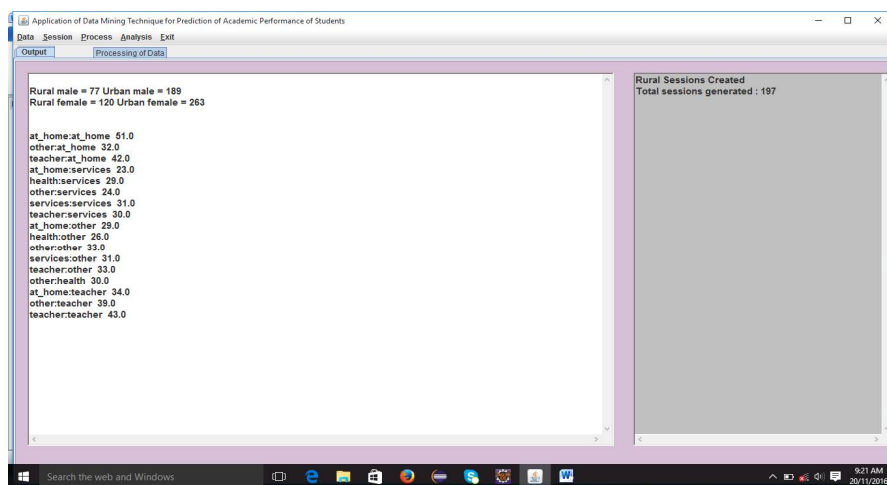 Application of Data Mining Technique for Prediction of Academic Performance of Students
Data Session Process Analysis Exit
Output Processing of Data
Rural male = 77 Urban male = 189
Rural female = 120 Urban female = 263
at_home:at_home 51.0
other:at_home 32.0
teacher:at_home 42.0
at_home:services 23.0
health:services 29.0
other:services 24.0
services:services 31.0
teacher:services 30.0
at_home:other 29.0
health:other 26.0
other:other 33.0
services:other 31.0
teacher:other 33.0
other:health 30.0
at_home:teacher 34.0
other:teacher 39.0
teacher:teacher 43.0
Rural Sessions Created
Total sessions generated : 197
Search the web and Windows
9:21 AM
20/11/2016